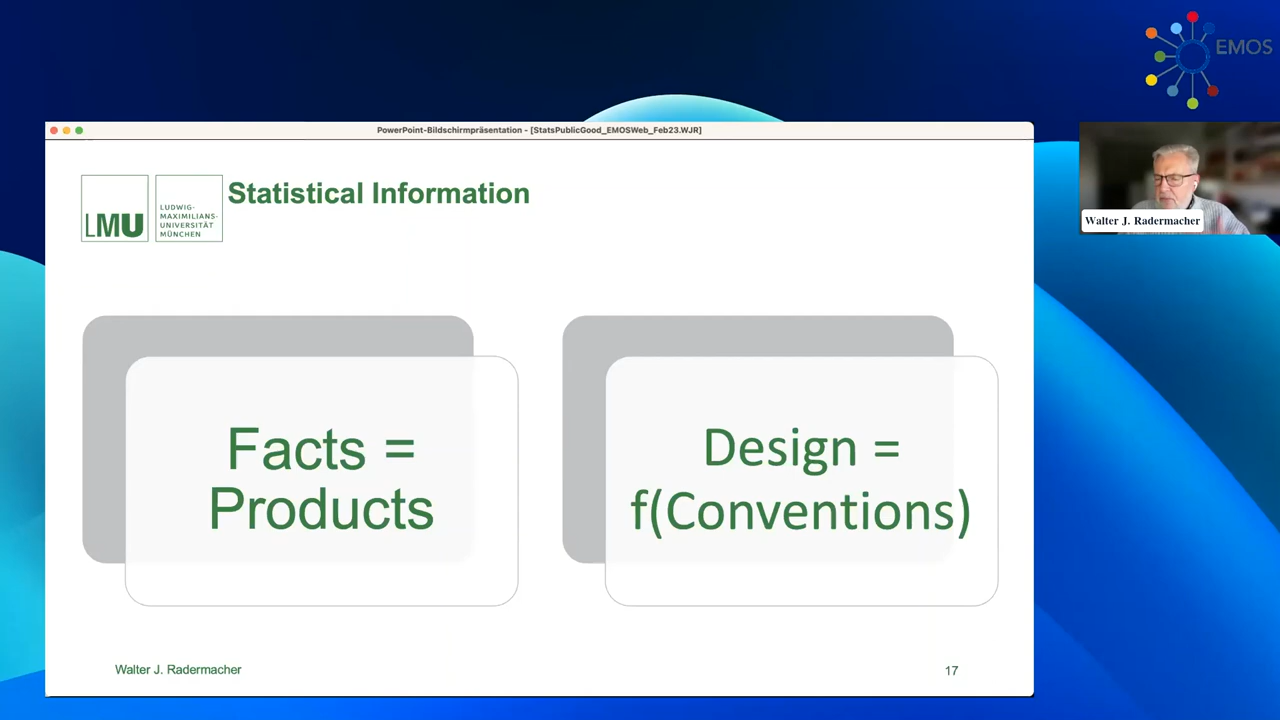 EMOS
PowerPoint-Bildschirmpräsentation - [StatsPublicGood_EMOSWeb_Feb23.WJR]
LMU
LUDWIG-
MAXIMILIANS-
UNIVERSITÄT
MÜNCHEN
Statistical Information
Walter J. Radermacher
Facts =
Products
Design =
f(Conventions)
Walter J. Radermacher
17